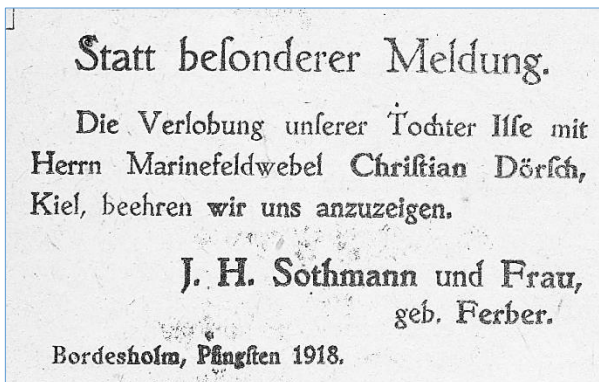 Statt beſonderer Meldung.
Die Verlobung unſerer Tochter Ilſe mit
Herrn Marinefeldwebel Chriſtian Dörſch,
Kiel, beehren wir uns anzuzeigen.
J. H. Sothmann und Frau,
geb. Ferber.
Bordesholm, Pfingſten 1918.